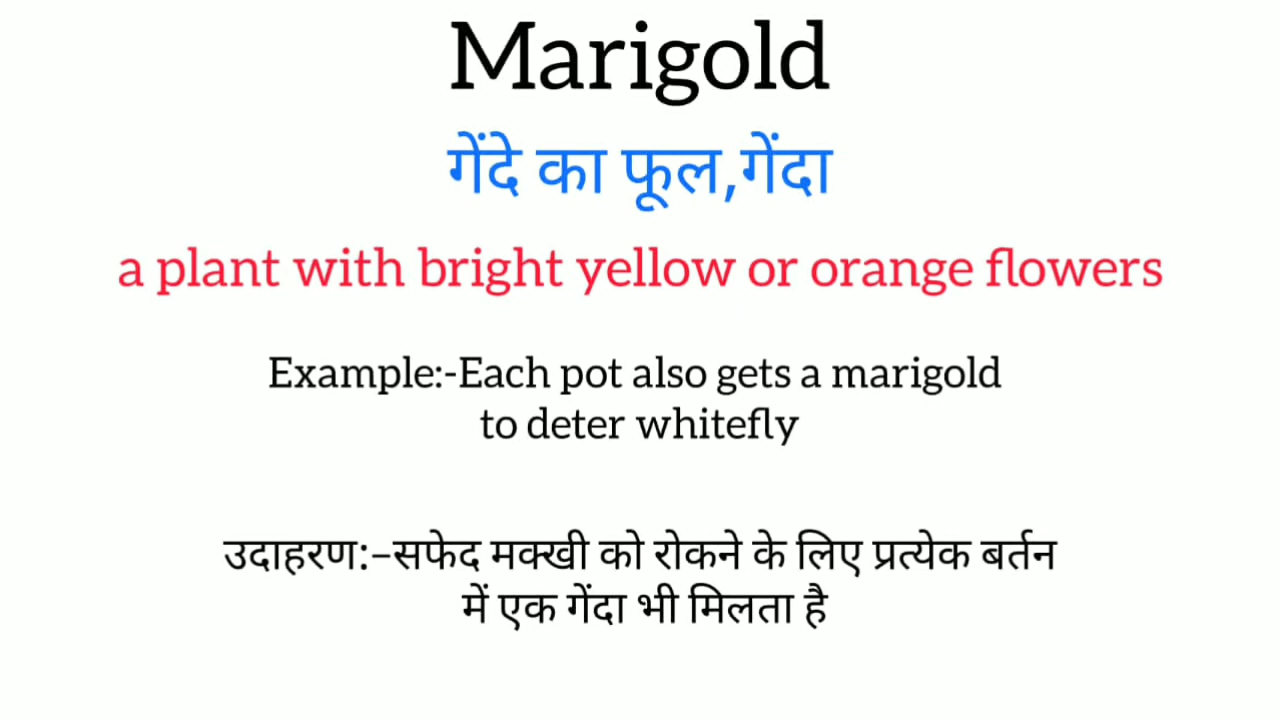 Marigold
गेंदे का फूल,गेंदा
a plant with bright yellow or orange flowers
Example:-Each pot also gets a marigold
to deter whitefly
उदाहरण:–सफेद मक्खी को रोकने के लिए प्रत्येक बर्तन
में एक गेंदा भी मिलता है